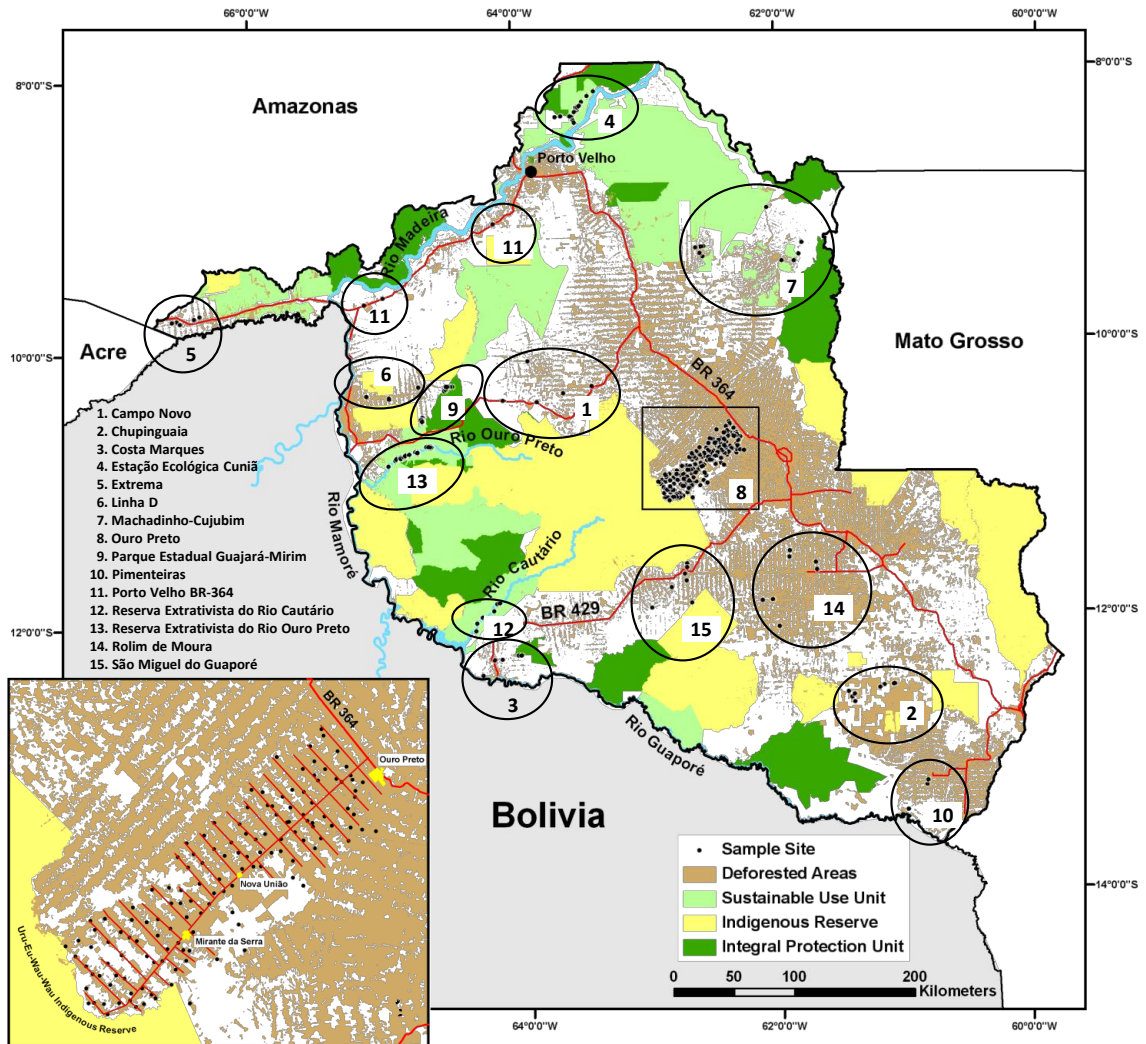 66°0'0"W
64°0'0"W
62°0'0"W
60°0'0"W
8°0'0"S
8°0'0"S
Amazonas
4
Porto Velho
Rio Madeira
11
7
11
Mato Grosso
10°0'0"S
10°0'0"S
Acre
5
6
9
1
BR 364
1. Campo Novo
2. Chupinguaia
3. Costa Marques
4. Estação Ecológica Cuniã
5. Extrema
6. Linha D
7. Machadinho-Cujubim
8. Ouro Preto
9. Parque Estadual Guajará-Mirim
10. Pimenteiras
11. Porto Velho BR-364
12. Reserva Extrativista do Rio Cautário
13. Reserva Extrativista do Rio Ouro Preto
14. Rolim de Moura
15. São Miguel do Guaporé
Rio Ouro Preto
13
8
Rio Mamoré
Rio Cautário
BR 429
12
15
14
12°0'0"S
12°0'0"S
3
2
Rio Guaporé
10
Bolivia
BR 364
Ouro Preto
Nova União
Mirante da Serra
Uru-Eu-Wau-Wau Indigenous Reserve
Sample Site
Deforested Areas
Sustainable Use Unit
Indigenous Reserve
Integral Protection Unit
0 50 100 200
Kilometers
14°0'0"S
64°0'0"W
62°0'0"W
60°0'0"W